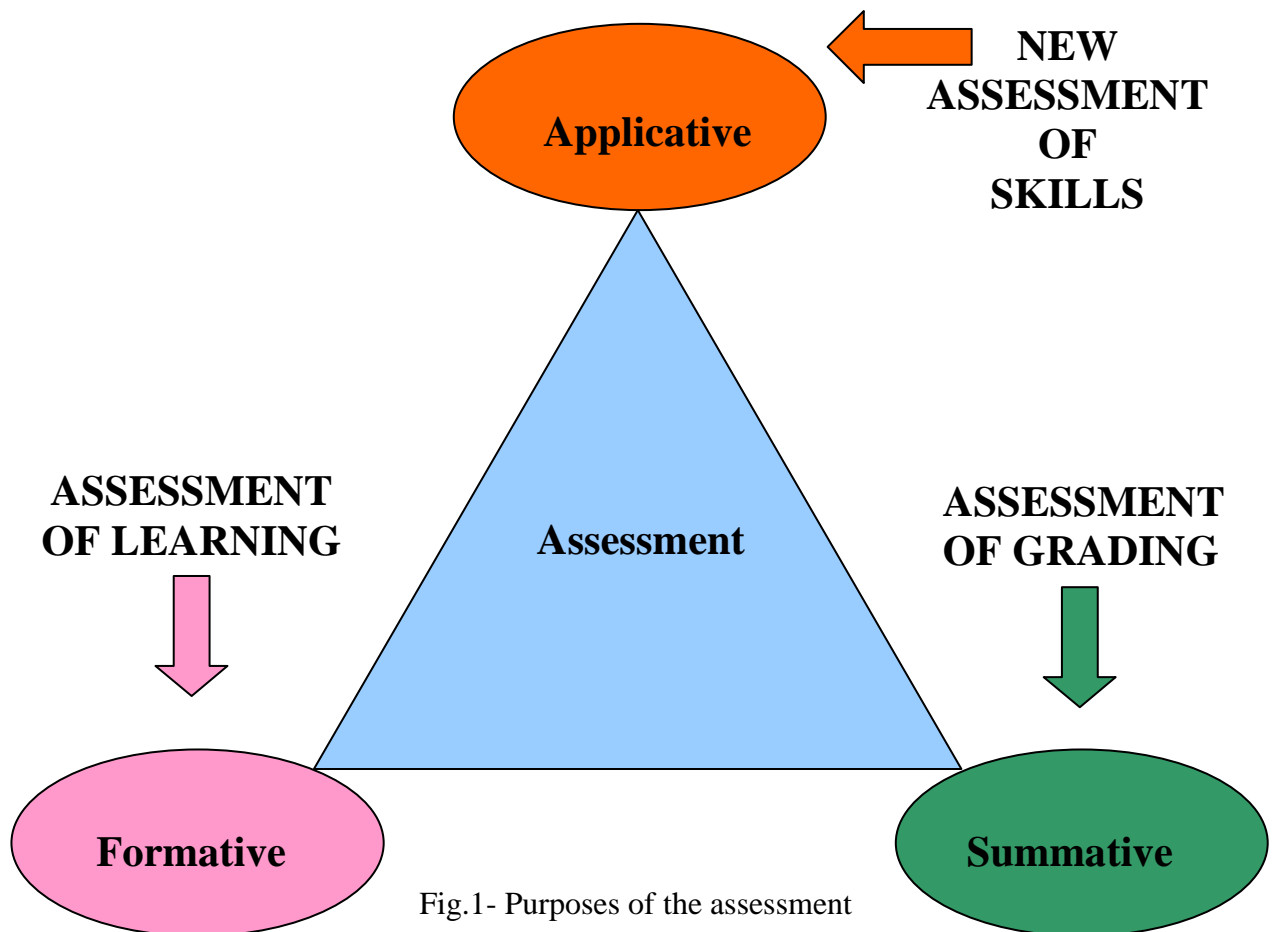 Applicative
NEW
ASSESSMENT
OF
SKILLS
ASSESSMENT
OF LEARNING
Assessment
ASSESSMENT
OF GRADING
Formative
Summative
Fig.1- Purposes of the assessment